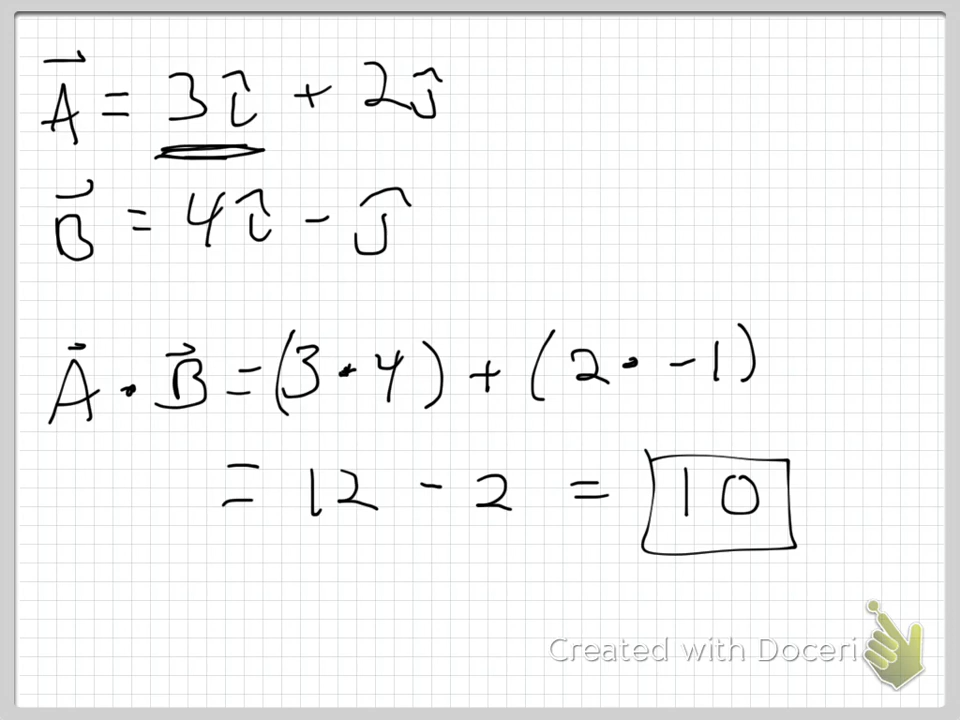 A⃗ = 3î + 2ĵ
B⃗ = 4î - ĵ
A⃗ · B⃗ = (3 · 4) + (2 · -1)
= 12 - 2 = 10
Created with Doceri